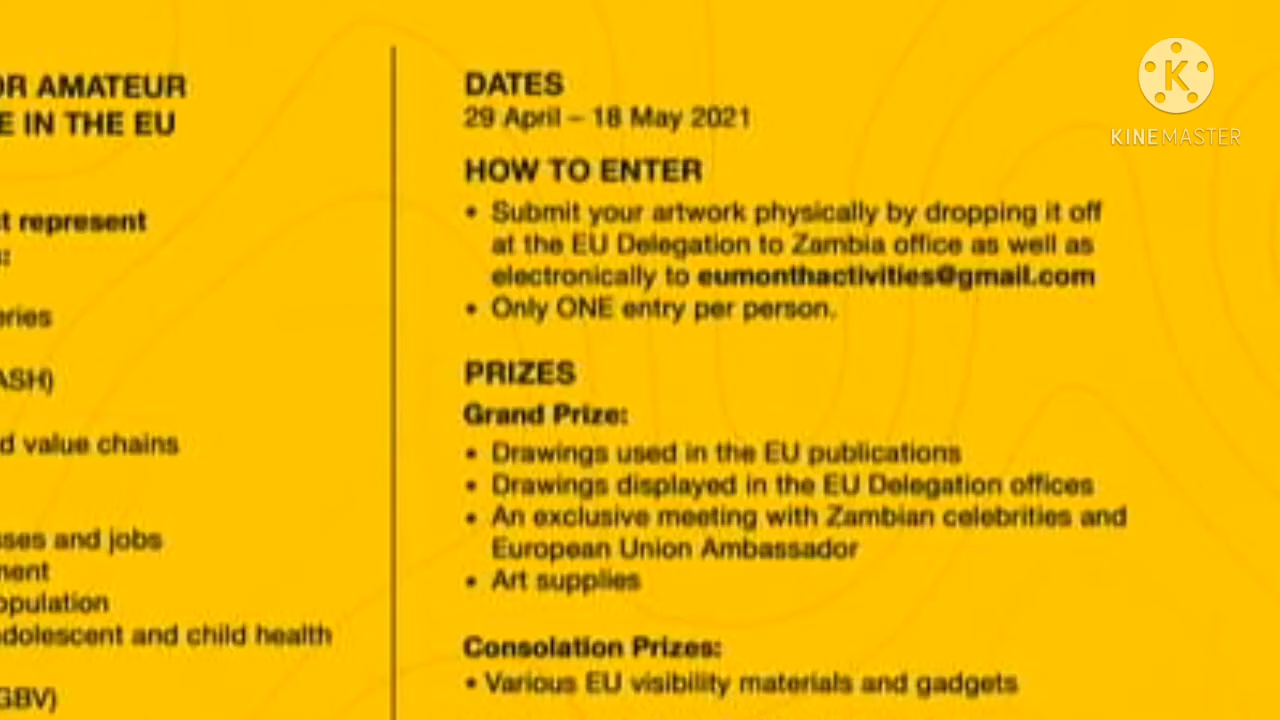 OR AMATEUR
E IN THE EU
t represent
s:
eries
ASH)
d value chains
sses and jobs
ment
opulation
adolescent and child health
GBV)
DATES
29 April – 18 May 2021
HOW TO ENTER
• Submit your artwork physically by dropping it off
at the EU Delegation to Zambia office as well as
electronically to eumonthactivities@gmail.com
• Only ONE entry per person.
PRIZES
Grand Prize:
• Drawings used in the EU publications
• Drawings displayed in the EU Delegation offices
• An exclusive meeting with Zambian celebrities and
European Union Ambassador
• Art supplies
Consolation Prizes:
• Various EU visibility materials and gadgets
K
KINEMASTER